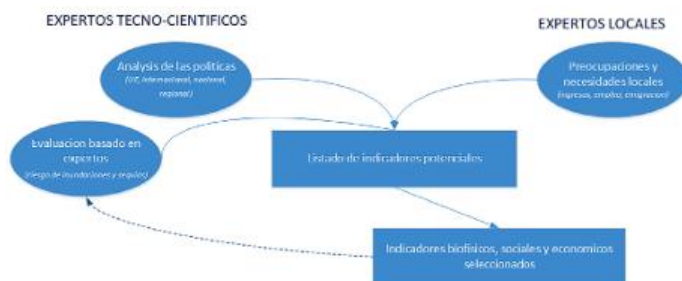 EXPERTOS TECNO-CIENTIFICOS
EXPERTOS LOCALES
Analysis de las politicas
(UE, internacional, nacional,
regional)
Preocupaciones y
necesidades locales
(ingresos, empleo, emigracion)
Evaluacion basado en
expertos
(riesgo de inundaciones y sequias)
Listado de indicadores potenciales
Indicadores biofísicos, sociales y economicos
seleccionados